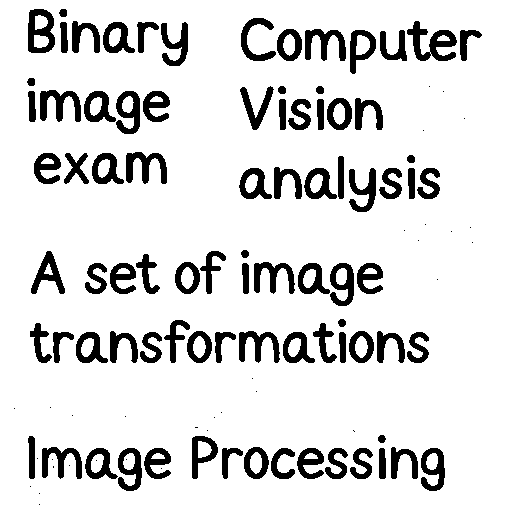 Binary
image
exam
Computer
Vision
analysis
A set of image
transformations
Image Processing